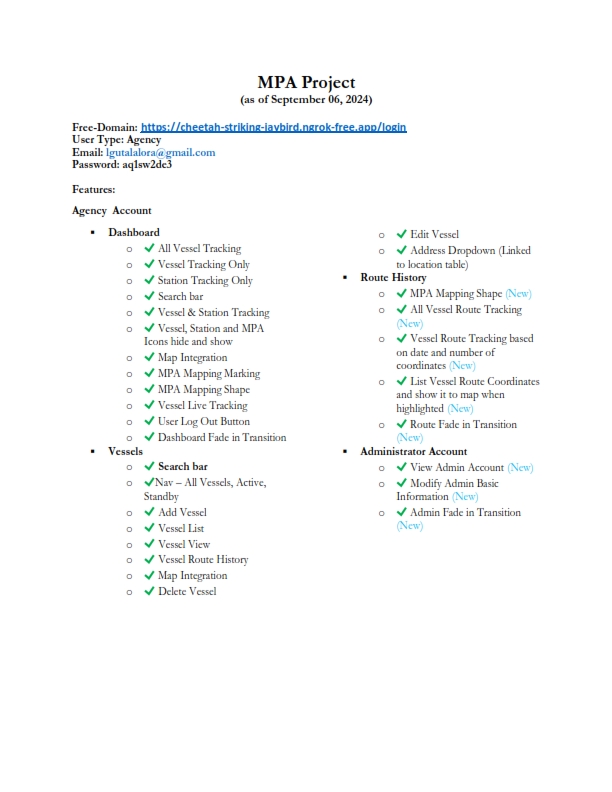 MPA Project
(as of September 06, 2024)
Free-Domain: https://cheetah-striking-jaybird.ngrok-free.app/login
User Type: Agency
Email: lgutalalora@gmail.com
Password: aq1sw2de3
Features:
Agency Account
▪ Dashboard
o ✔ All Vessel Tracking
o ✔ Vessel Tracking Only
o ✔ Station Tracking Only
o ✔ Search bar
o ✔ Vessel & Station Tracking
o ✔ Vessel, Station and MPA
Icons hide and show
o ✔ Map Integration
o ✔ MPA Mapping Marking
o ✔ MPA Mapping Shape
o ✔ Vessel Live Tracking
o ✔ User Log Out Button
o ✔ Dashboard Fade in Transition
▪ Vessels
o ✔ Search bar
o ✔Nav – All Vessels, Active,
Standby
o ✔ Add Vessel
o ✔ Vessel List
o ✔ Vessel View
o ✔ Vessel Route History
o ✔ Map Integration
o ✔ Delete Vessel
o ✔ Edit Vessel
o ✔ Address Dropdown (Linked
to location table)
▪ Route History
o ✔ MPA Mapping Shape (New)
o ✔ All Vessel Route Tracking
(New)
o ✔ Vessel Route Tracking based
on date and number of
coordinates (New)
o ✔ List Vessel Route Coordinates
and show it to map when
highlighted (New)
o ✔ Route Fade in Transition
(New)
▪ Administrator Account
o ✔ View Admin Account (New)
o ✔ Modify Admin Basic
Information (New)
o ✔ Admin Fade in Transition
(New)